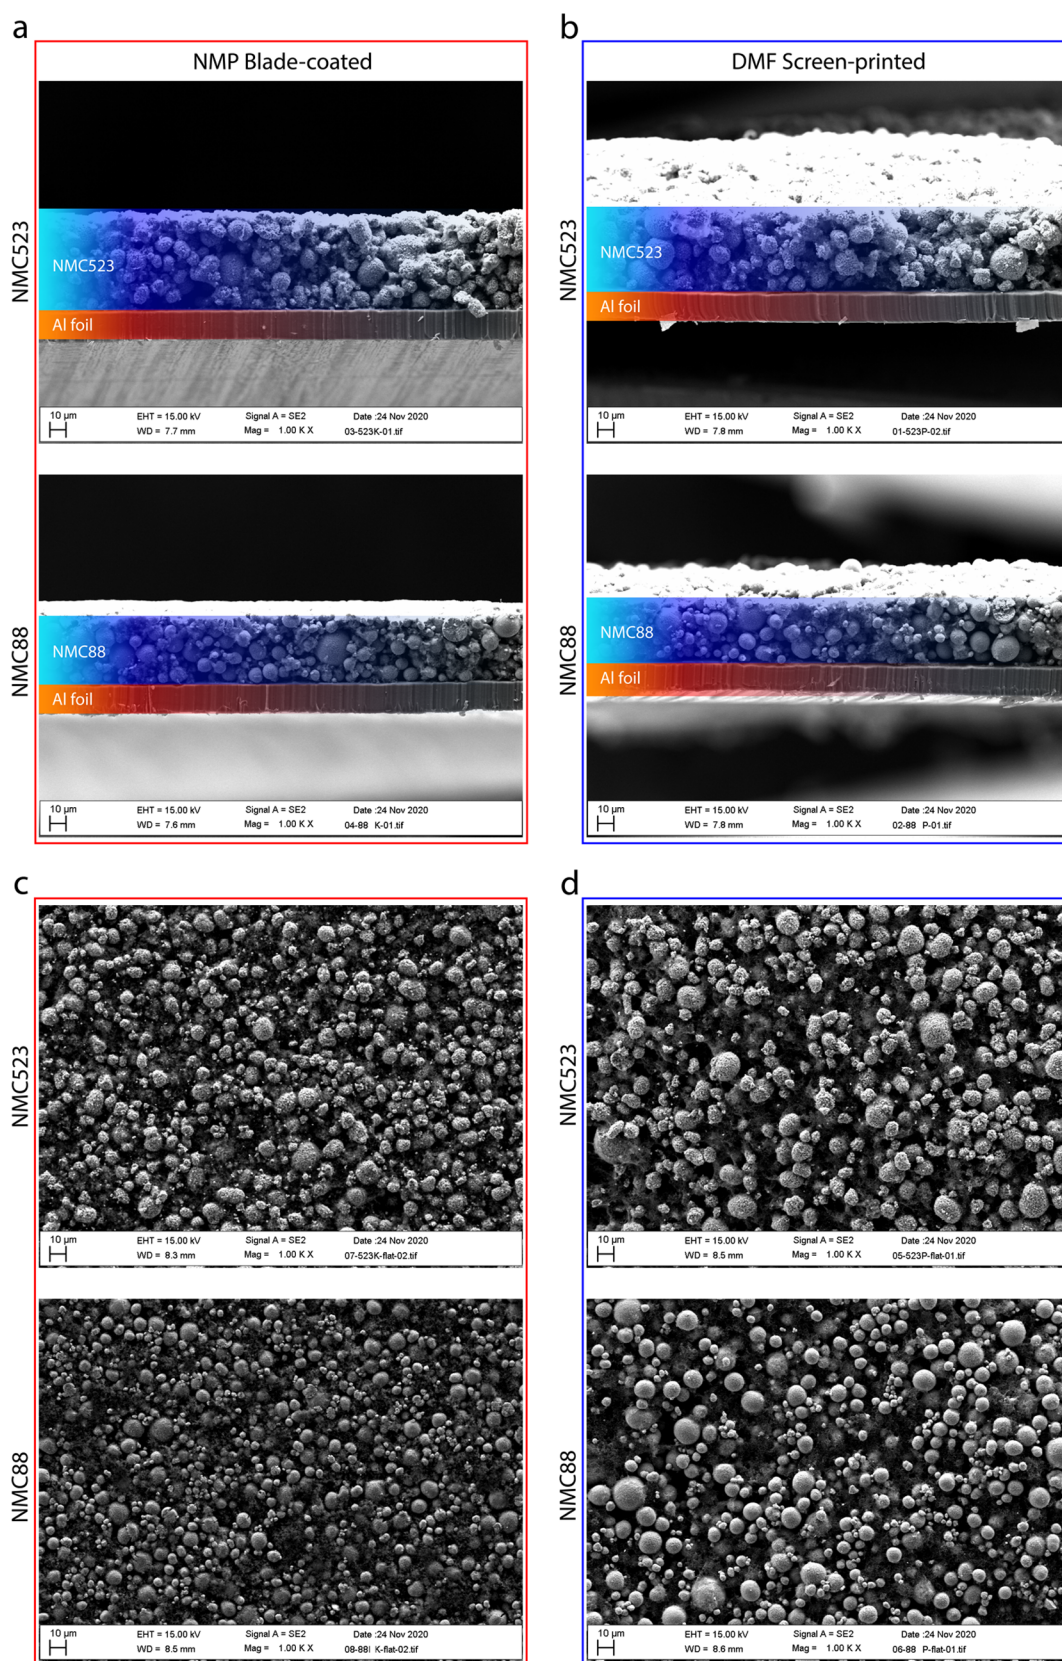 a
b
NMP Blade-coated
DMF Screen-printed
NMC523
NMC523
Al foil
10 µm
EHT = 15.00 kV
Signal A = SE2
Date :24 Nov 2020
WD = 7.7 mm
Mag = 1.00 K X
03-523K-01.tif
NMC523
NMC523
Al foil
10 µm
EHT = 15.00 kV
Signal A = SE2
Date :24 Nov 2020
WD = 7.8 mm
Mag = 1.00 K X
01-523P-02.tif
NMC88
NMC88
Al foil
10 µm
EHT = 15.00 kV
Signal A = SE2
Date :24 Nov 2020
WD = 7.6 mm
Mag = 1.00 K X
04-88 K-01.tif
NMC88
NMC88
Al foil
10 µm
EHT = 15.00 kV
Signal A = SE2
Date :24 Nov 2020
WD = 7.8 mm
Mag = 1.00 K X
02-88 P-01.tif
c
d
NMC523
10 µm
EHT = 15.00 kV
Signal A = SE2
Date :24 Nov 2020
WD = 8.3 mm
Mag = 1.00 K X
07-523K-flat-02.tif
NMC523
10 µm
EHT = 15.00 kV
Signal A = SE2
Date :24 Nov 2020
WD = 8.5 mm
Mag = 1.00 K X
05-523P-flat-01.tif
NMC88
10 µm
EHT = 15.00 kV
Signal A = SE2
Date :24 Nov 2020
WD = 8.5 mm
Mag = 1.00 K X
08-88l K-flat-02.tif
NMC88
10 µm
EHT = 15.00 kV
Signal A = SE2
Date :24 Nov 2020
WD = 8.6 mm
Mag = 1.00 K X
06-88 P-flat-01.tif